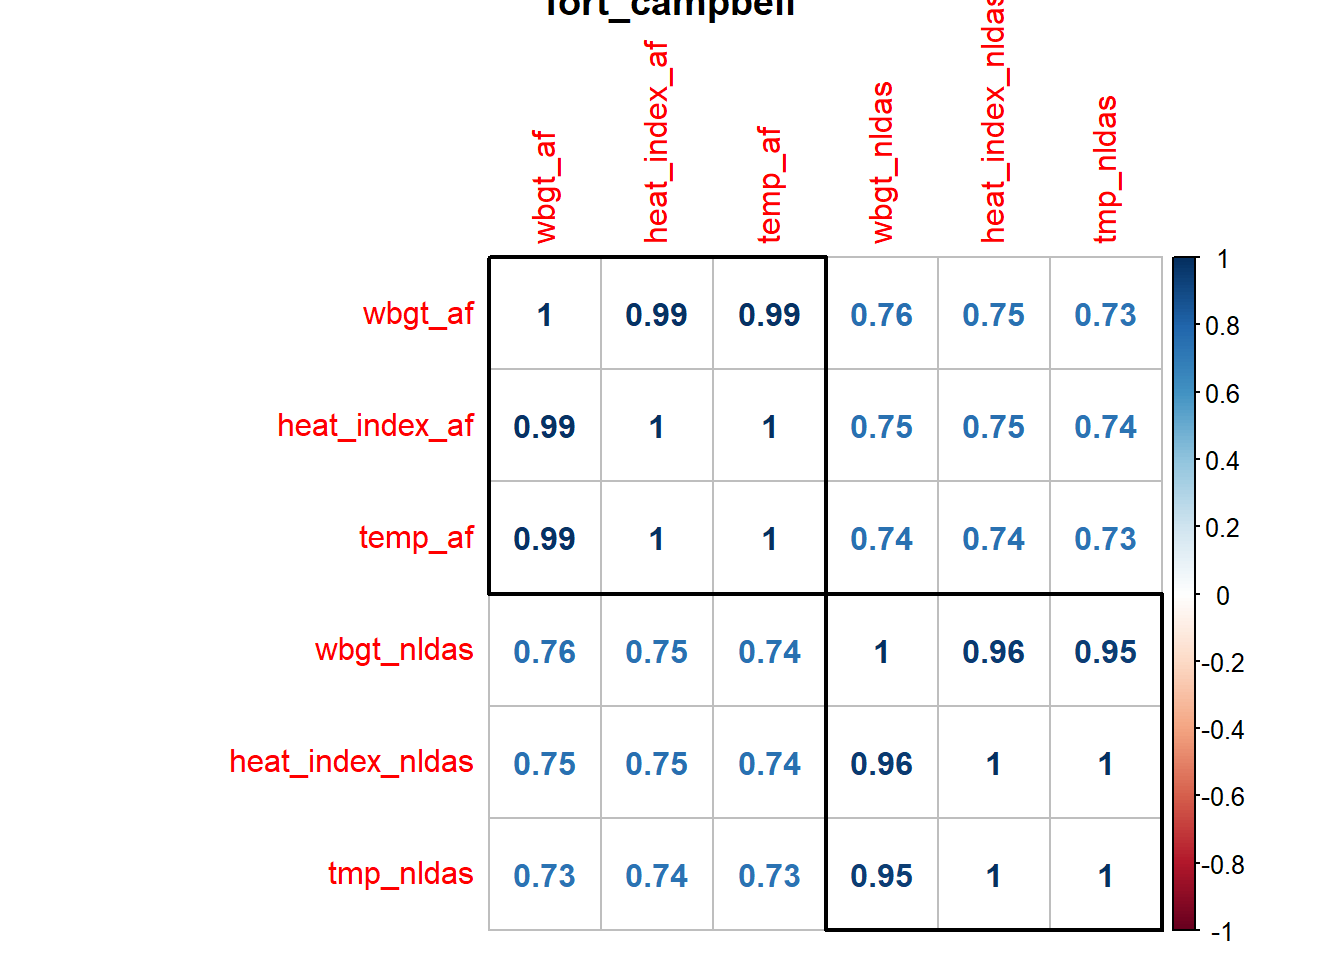 fort_campbell
wbgt_af heat_index_af temp_af wbgt_nldas heat_index_nldas tmp_nldas
wbgt_af 1 0.99 0.99 0.76 0.75 0.73
heat_index_af 0.99 1 1 0.75 0.75 0.74
temp_af 0.99 1 1 0.74 0.74 0.73
wbgt_nldas 0.76 0.75 0.74 1 0.96 0.95
heat_index_nldas 0.75 0.75 0.74 0.96 1 1
tmp_nldas 0.73 0.74 0.73 0.95 1 1
1
0.8
0.6
0.4
0.2
0
-0.2
-0.4
-0.6
-0.8
-1